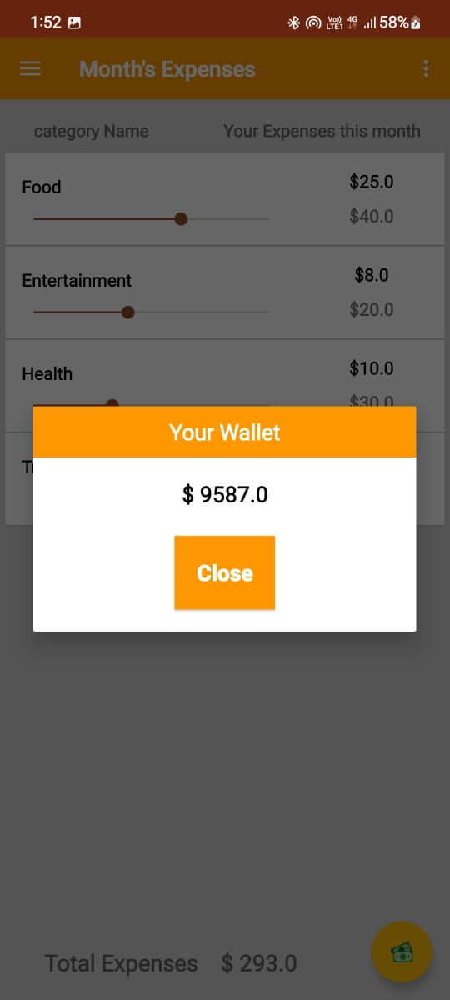 1:52 Vo)) LTE1 4G 58%
Month's Expenses
category Name Your Expenses this month
Food $25.0
$40.0
Entertainment $8.0
$20.0
Health $10.0
$30.0
Your Wallet
$ 9587.0
Close
Total Expenses $ 293.0